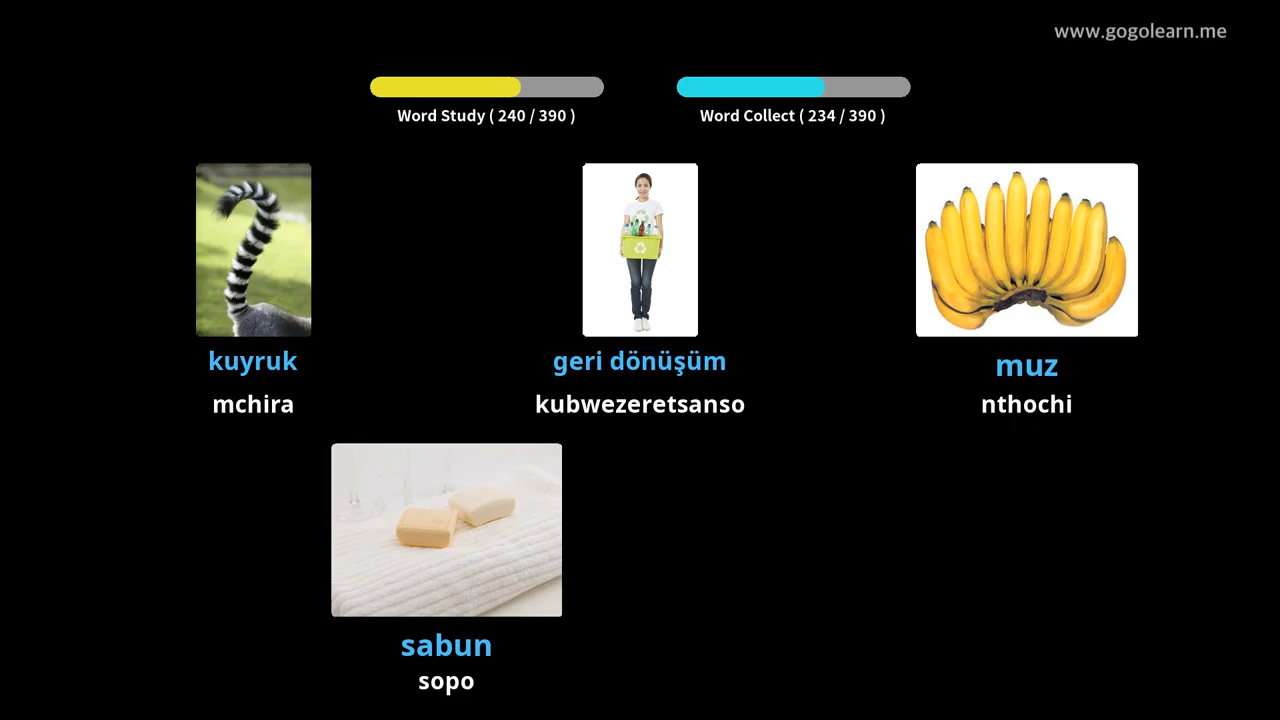 www.gogolearn.me
Word Study ( 240 / 390 )
Word Collect ( 234 / 390 )
kuyruk
mchira
geri dönüşüm
kubwezeretsanso
muz
nthochi
sabun
sopo